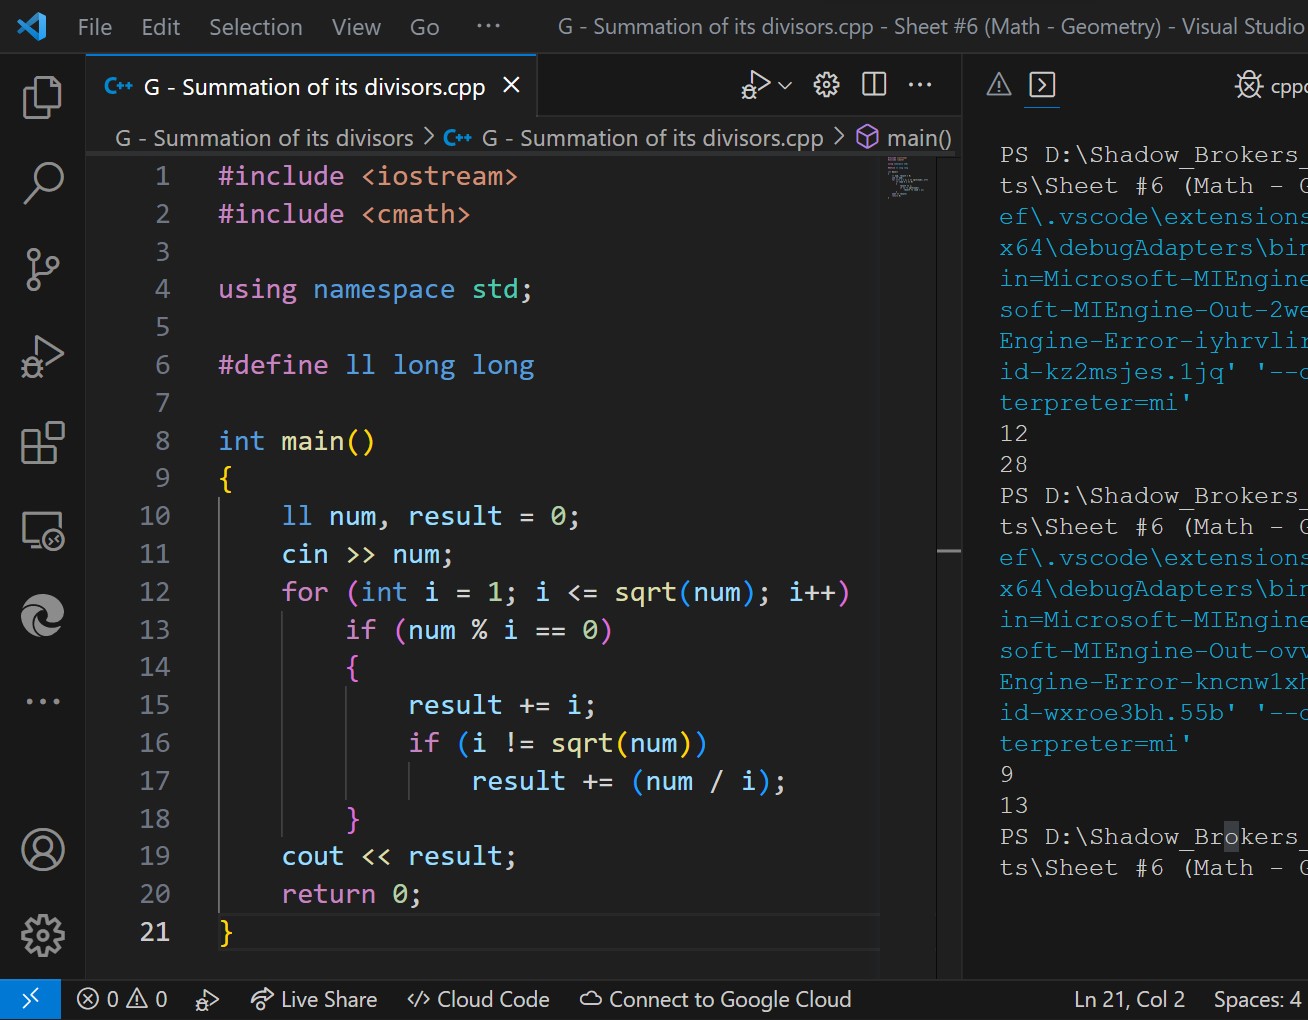 File Edit Selection View Go ··· G - Summation of its divisors.cpp - Sheet #6 (Math - Geometry) - Visual Studio
C++ G - Summation of its divisors.cpp
G - Summation of its divisors > C++ G - Summation of its divisors.cpp > main()
1 #include <iostream>
2 #include <cmath>
3
4 using namespace std;
5
6 #define ll long long
7
8 int main()
9 {
10 ll num, result = 0;
11 cin >> num;
12 for (int i = 1; i <= sqrt(num); i++)
13 if (num % i == 0)
14 {
15 result += i;
16 if (i != sqrt(num))
17 result += (num / i);
18 }
19 cout << result;
20 return 0;
21 }
cppd
PS D:\Shadow_Brokers_
ts\Sheet #6 (Math - G
ef\.vscode\extensions
x64\debugAdapters\bin
in=Microsoft-MIEngine
soft-MIEngine-Out-2we
Engine-Error-iyhrvlir
id-kz2msjes.1jq' '--d
terpreter=mi'
12
28
PS D:\Shadow_Brokers_
ts\Sheet #6 (Math - G
ef\.vscode\extensions
x64\debugAdapters\bin
in=Microsoft-MIEngine
soft-MIEngine-Out-ovv
Engine-Error-kncnw1xh
id-wxroe3bh.55b' '--d
terpreter=mi'
9
13
PS D:\Shadow_Brokers_
ts\Sheet #6 (Math - G
0 0 Live Share Cloud Code Connect to Google Cloud Ln 21, Col 2 Spaces: 4